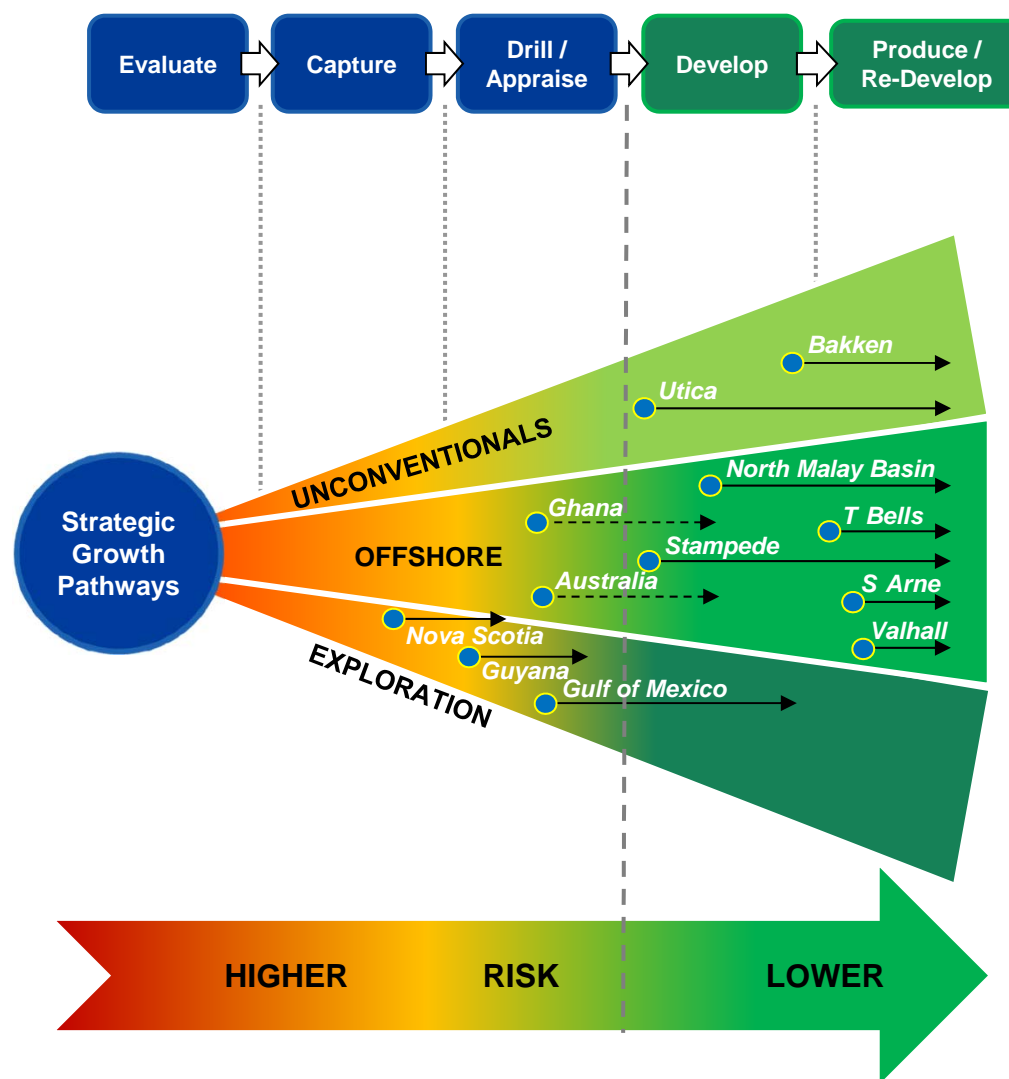 Evaluate
Capture
Drill /
Appraise
Develop
Produce /
Re-Develop
Bakken
Utica
UNCONVENTIONALS
North Malay Basin
Ghana
T Bells
Strategic
Growth
Pathways
OFFSHORE
Stampede
Australia
S Arne
Nova Scotia
Valhall
EXPLORATION
Guyana
Gulf of Mexico
HIGHER
RISK
LOWER